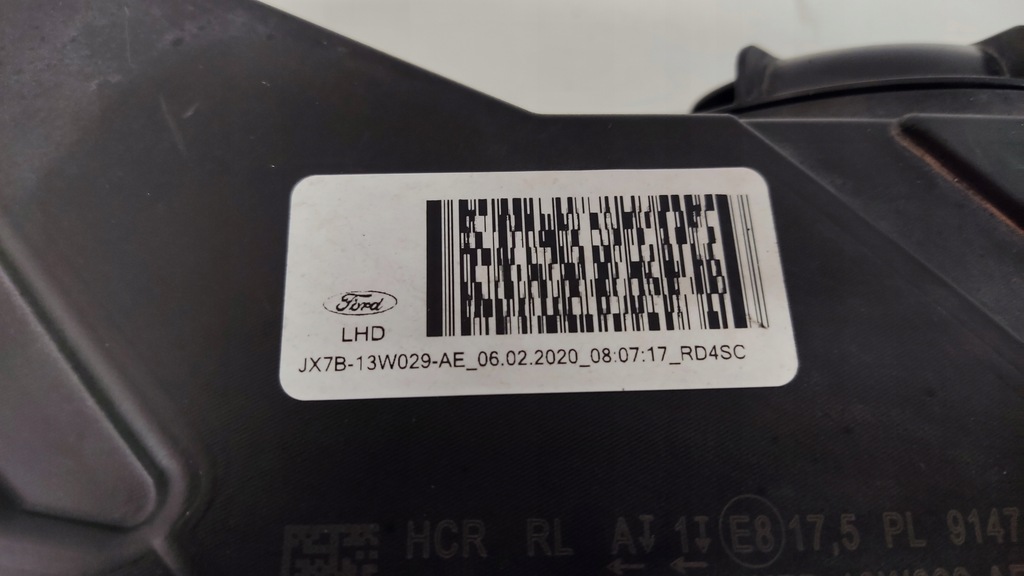 Ford
LHD
JX7B-13W029-AE_06.02.2020_08:07:17_RD4SC
HCR RL A 1 E8 17,5 PL 9147